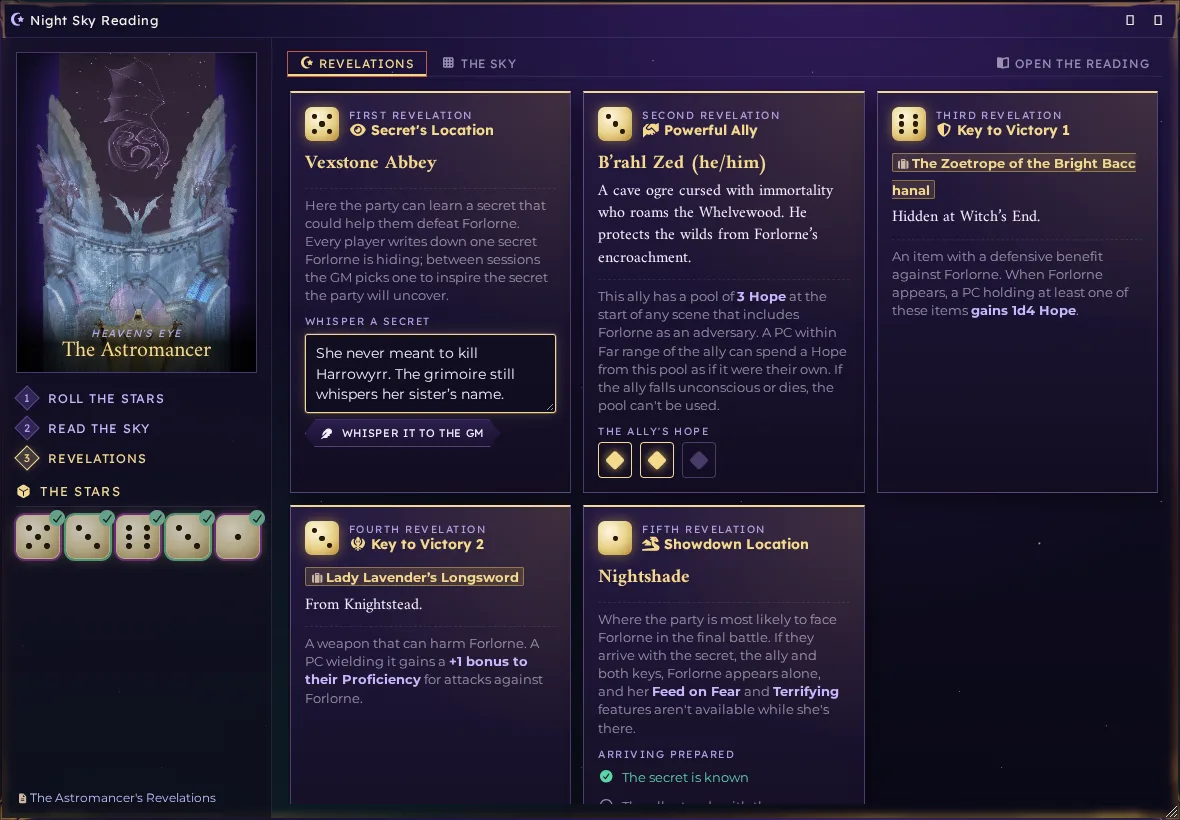 Night Sky Reading
HEAVEN'S EYE
The Astromancer
1 ROLL THE STARS
2 READ THE SKY
3 REVELATIONS
THE STARS
The Astromancer's Revelations
REVELATIONS
THE SKY
OPEN THE READING
FIRST REVELATION
Secret's Location
Vexstone Abbey
Here the party can learn a secret that
could help them defeat Forlorne.
Every player writes down one secret
Forlorne is hiding; between sessions
the GM picks one to inspire the secret
the party will uncover.
WHISPER A SECRET
She never meant to kill
Harrowyrr. The grimoire still
whispers her sister's name.
WHISPER IT TO THE GM
SECOND REVELATION
Powerful Ally
B'rahl Zed (he/him)
A cave ogre cursed with immortality
who roams the Whelvewood. He
protects the wilds from Forlorne's
encroachment.
This ally has a pool of 3 Hope at the
start of any scene that includes
Forlorne as an adversary. A PC within
Far range of the ally can spend a Hope
from this pool as if it were their own. If
the ally falls unconscious or dies, the
pool can't be used.
THE ALLY'S HOPE
THIRD REVELATION
Key to Victory 1
The Zoetrope of the Bright Bacc
hanal
Hidden at Witch's End.
An item with a defensive benefit
against Forlorne. When Forlorne
appears, a PC holding at least one of
these items gains 1d4 Hope.
FOURTH REVELATION
Key to Victory 2
Lady Lavender's Longsword
From Knightstead.
A weapon that can harm Forlorne. A
PC wielding it gains a +1 bonus to
their Proficiency for attacks against
Forlorne.
FIFTH REVELATION
Showdown Location
Nightshade
Where the party is most likely to face
Forlorne in the final battle. If they
arrive with the secret, the ally and
both keys, Forlorne appears alone,
and her Feed on Fear and Terrifying
features aren't available while she's
there.
ARRIVING PREPARED
The secret is known